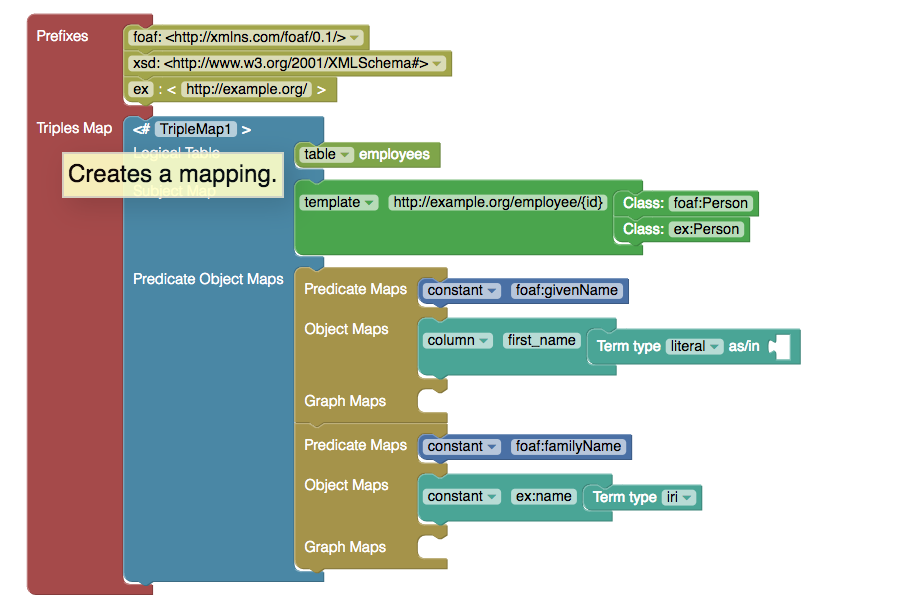 Prefixes
foaf: <http://xmlns.com/foaf/0.1/>
xsd: <http://www.w3.org/2001/XMLSchema#>
ex : < http://example.org/ >
Triples Map <# TripleMap1 >
Logical Table table employees
Creates a mapping.
Subject Map template http://example.org/employee/{id} Class: foaf:Person
Class: ex:Person
Predicate Object Maps Predicate Maps constant foaf:givenName
Object Maps column first_name Term type literal as/in
Graph Maps
Predicate Maps constant foaf:familyName
Object Maps constant ex:name Term type iri
Graph Maps